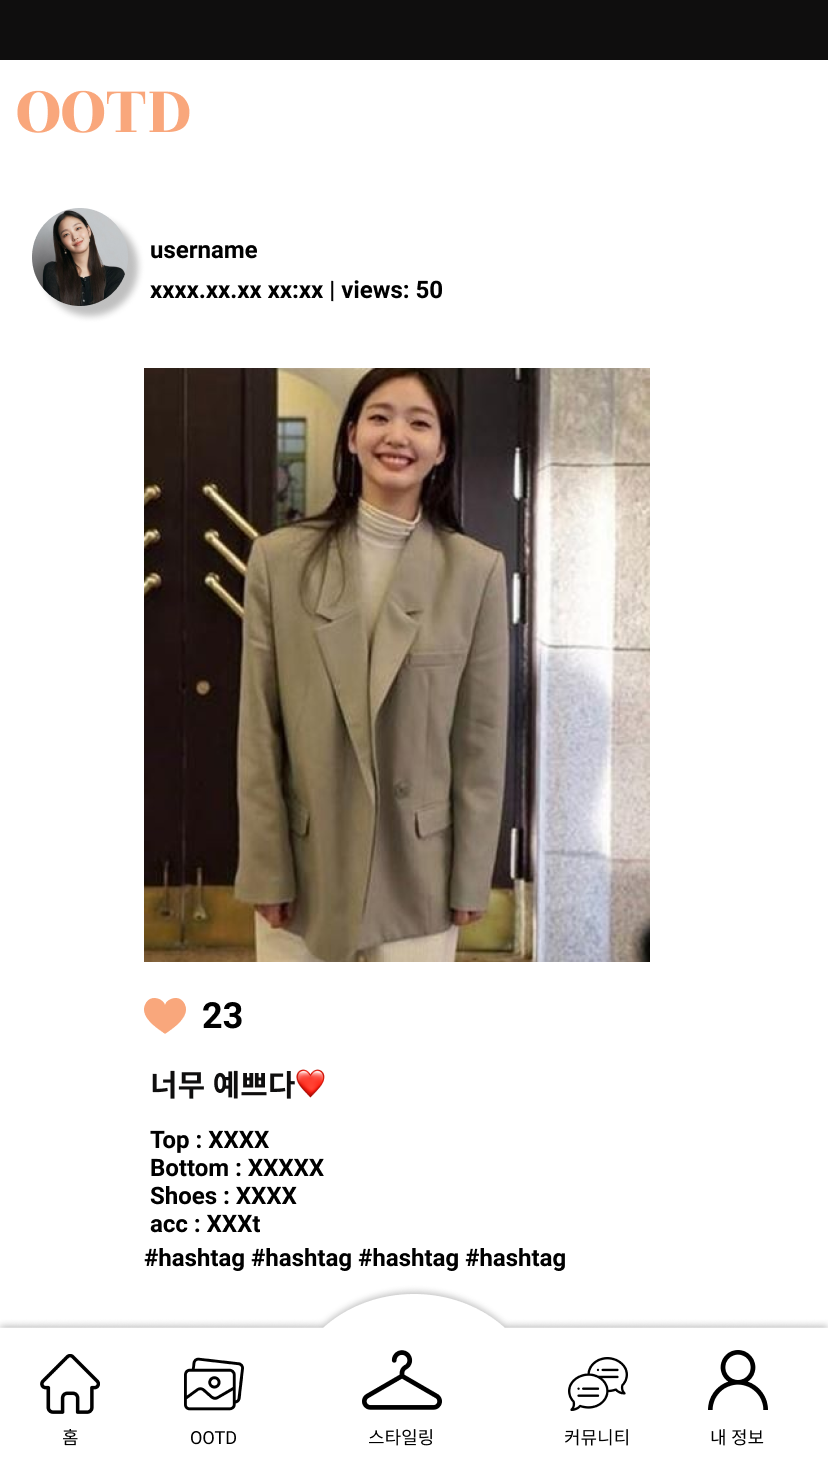 OOTD
username
xxxx.xx.xx xx:xx | views: 50
23
너무 예쁘다❤️
Top : XXXX
Bottom : XXXXX
Shoes : XXXX
acc : XXXt
#hashtag #hashtag #hashtag #hashtag
홈 OOTD 스타일링 커뮤니티 내 정보